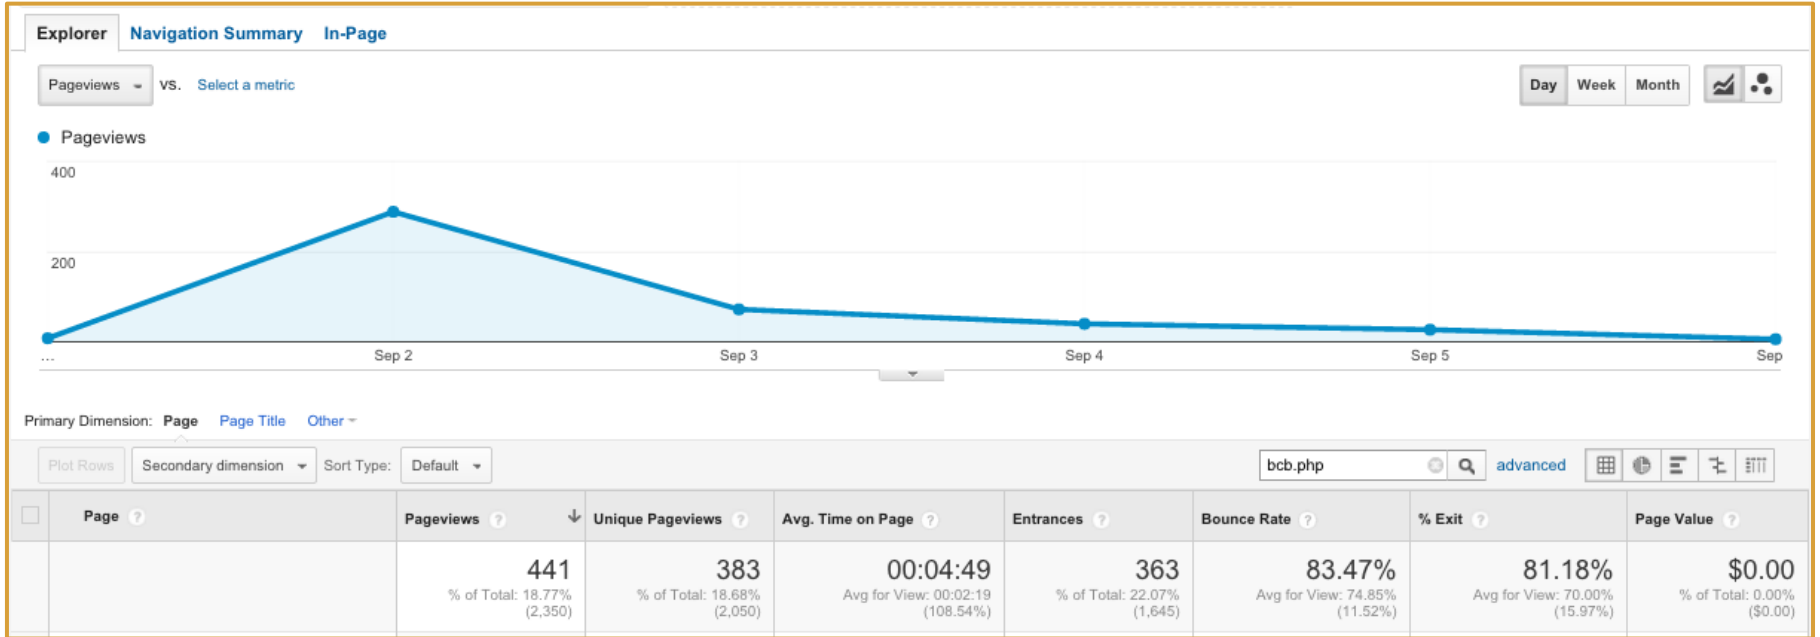 Explorer Navigation Summary In-Page
Pageviews VS. Select a metric Day Week Month
Pageviews
400
200
... Sep 2 Sep 3 Sep 4 Sep 5 Sep
Primary Dimension: Page Page Title Other
Plot Rows Secondary dimension Sort Type: Default bcb.php advanced
Page ? Pageviews ? Unique Pageviews ? Avg. Time on Page ? Entrances ? Bounce Rate ? % Exit ? Page Value ?
441 383 00:04:49 363 83.47% 81.18% $0.00
% of Total: 18.77% % of Total: 18.68% Avg for View: 00:02:19 % of Total: 22.07% Avg for View: 74.85% Avg for View: 70.00% % of Total: 0.00%
(2,350) (2,050) (108.54%) (1,645) (11.52%) (15.97%) ($0.00)